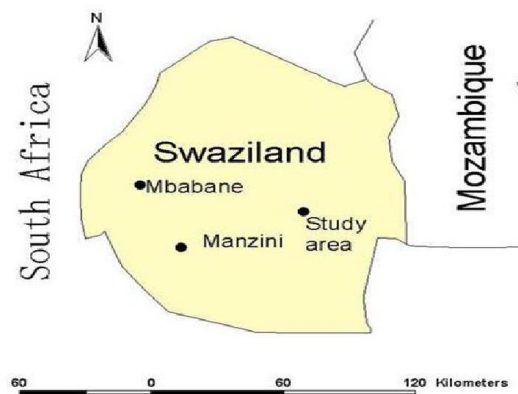 N
South Africa
Mozambique
Swaziland
Mbabane
Study
area
Manzini
60 0 60 120 Kilometers